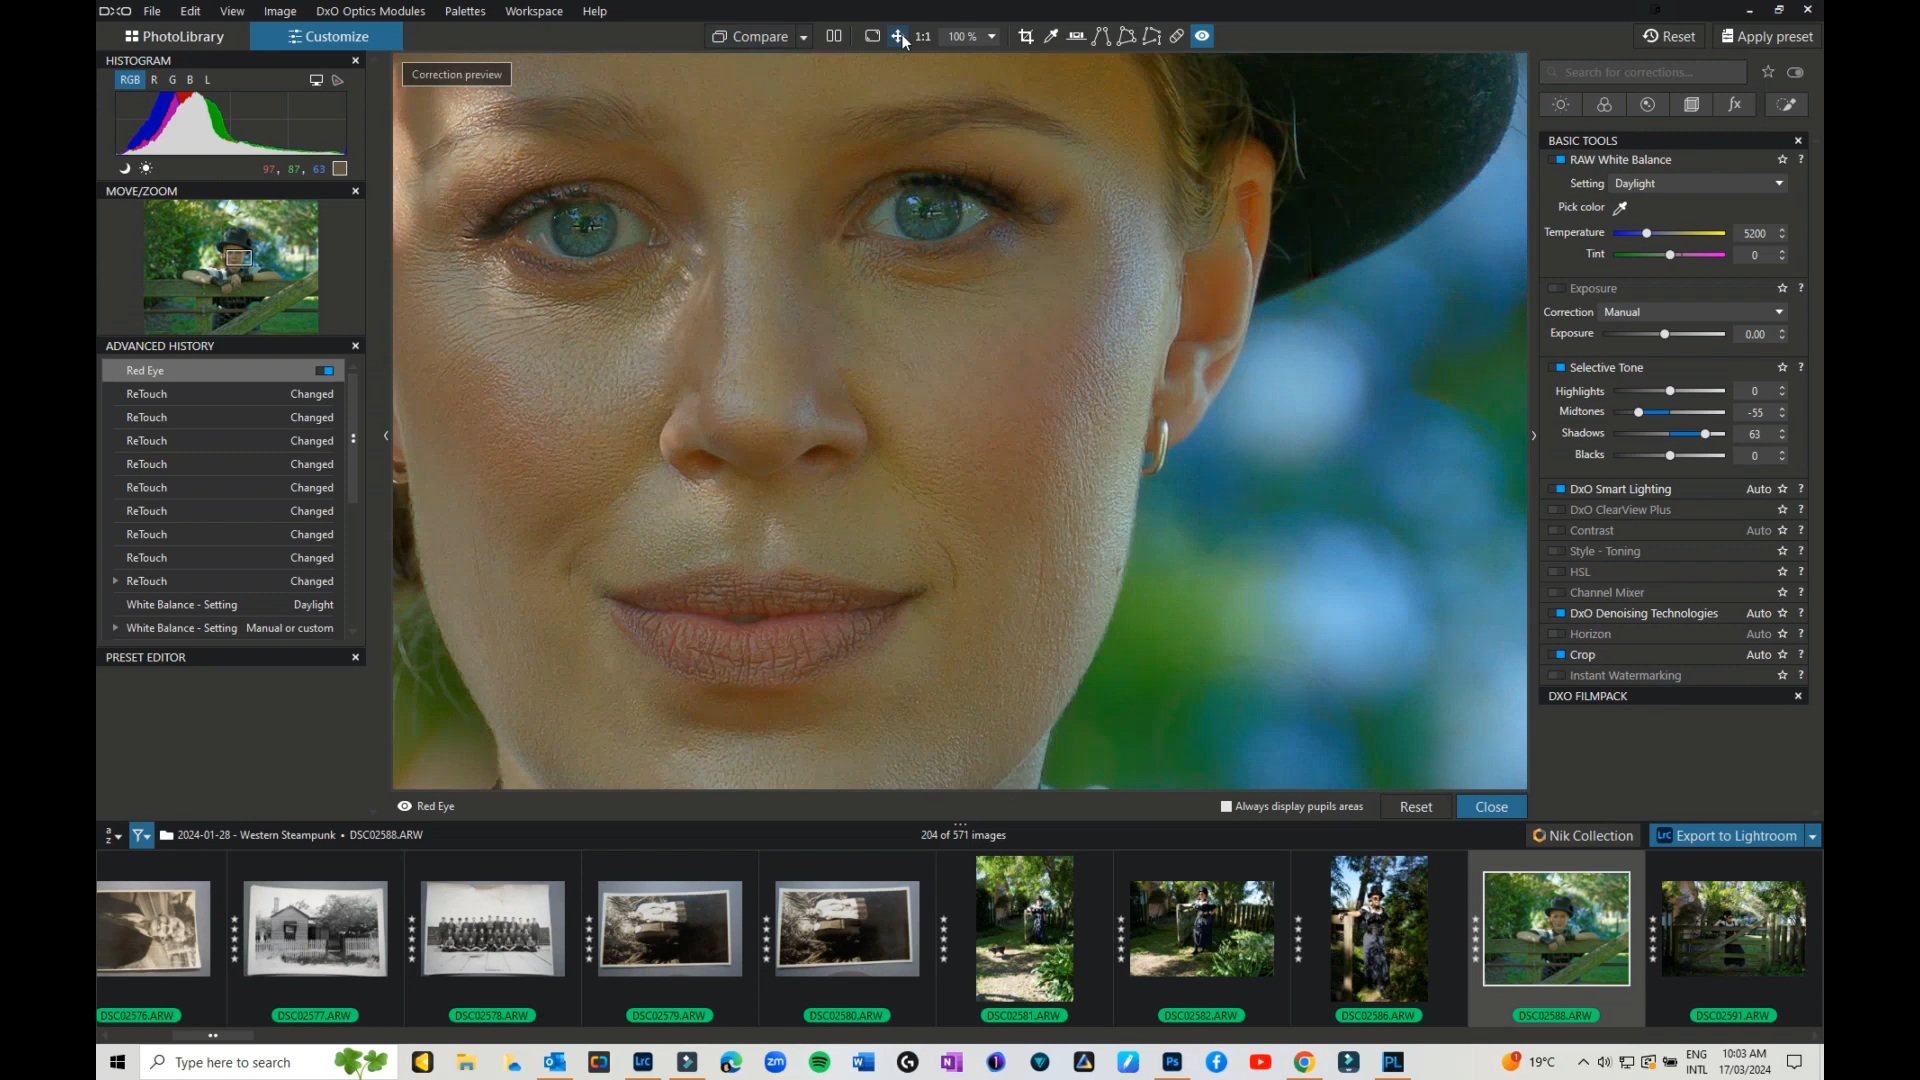 DXO File Edit View Image DxO Optics Modules Palettes Workspace Help
PhotoLibrary Customize Compare 1:1 100 % Reset Apply preset
HISTOGRAM
RGB R G B L
97, 87, 63
MOVE/ZOOM
ADVANCED HISTORY
Red Eye
ReTouch Changed
ReTouch Changed
ReTouch Changed
ReTouch Changed
ReTouch Changed
ReTouch Changed
ReTouch Changed
ReTouch Changed
ReTouch Changed
White Balance - Setting Daylight
White Balance - Setting Manual or custom
PRESET EDITOR
Correction preview
Search for corrections...
fx
BASIC TOOLS
RAW White Balance ?
Setting Daylight
Pick color
Temperature 5200
Tint 0
Exposure ?
Correction Manual
Exposure 0.00
Selective Tone ?
Highlights 0
Midtones -55
Shadows 63
Blacks 0
DxO Smart Lighting Auto ?
DxO ClearView Plus ?
Contrast Auto ?
Style - Toning ?
HSL ?
Channel Mixer ?
DxO Denoising Technologies Auto ?
Horizon Auto ?
Crop Auto ?
Instant Watermarking ?
DXO FILMPACK
Red Eye Always display pupils areas Reset Close
2024-01-28 - Western Steampunk • DSC02588.ARW 204 of 571 images Nik Collection Lrc Export to Lightroom
DSC02576.ARW DSC02577.ARW DSC02578.ARW DSC02579.ARW DSC02580.ARW DSC02581.ARW DSC02582.ARW DSC02586.ARW DSC02588.ARW DSC02591.ARW
Type here to search Lrc zm Ps PL 19°C ENG INTL 10:03 AM 17/03/2024